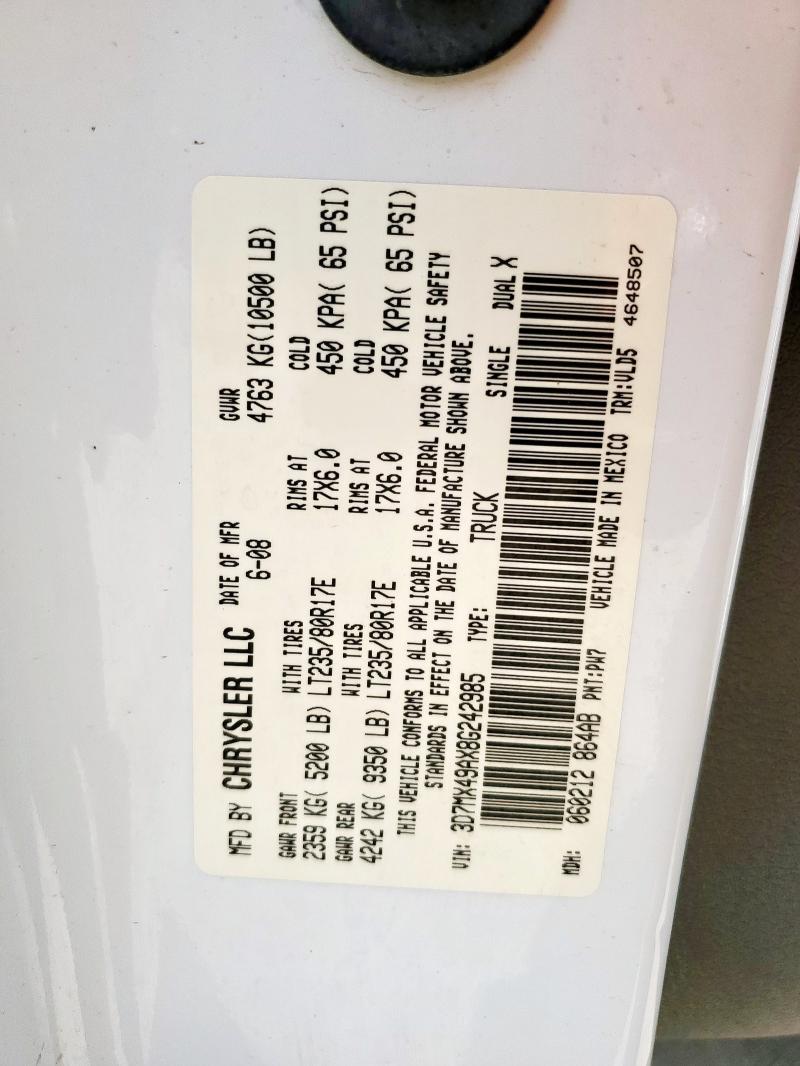 MFD BY CHRYSLER LLC DATE OF MFR GVWR
6-08 4763 KG(10500 LB)
GAWR FRONT WITH TIRES RIMS AT COLD
2359 KG( 5200 LB) LT235/80R17E 17X6.0 450 KPA( 65 PSI)
GAWR REAR WITH TIRES RIMS AT COLD
4242 KG( 9350 LB) LT235/80R17E 17X6.0 450 KPA( 65 PSI)
THIS VEHICLE CONFORMS TO ALL APPLICABLE U.S.A. FEDERAL MOTOR VEHICLE SAFETY
STANDARDS IN EFFECT ON THE DATE OF MANUFACTURE SHOWN ABOVE.
VIN: 3D7MX49AX8G242985 TYPE: TRUCK SINGLE DUAL X
MDH: 060212 864AB PNT:PW7 VEHICLE MADE IN MEXICO TRM:VLD5 4648507